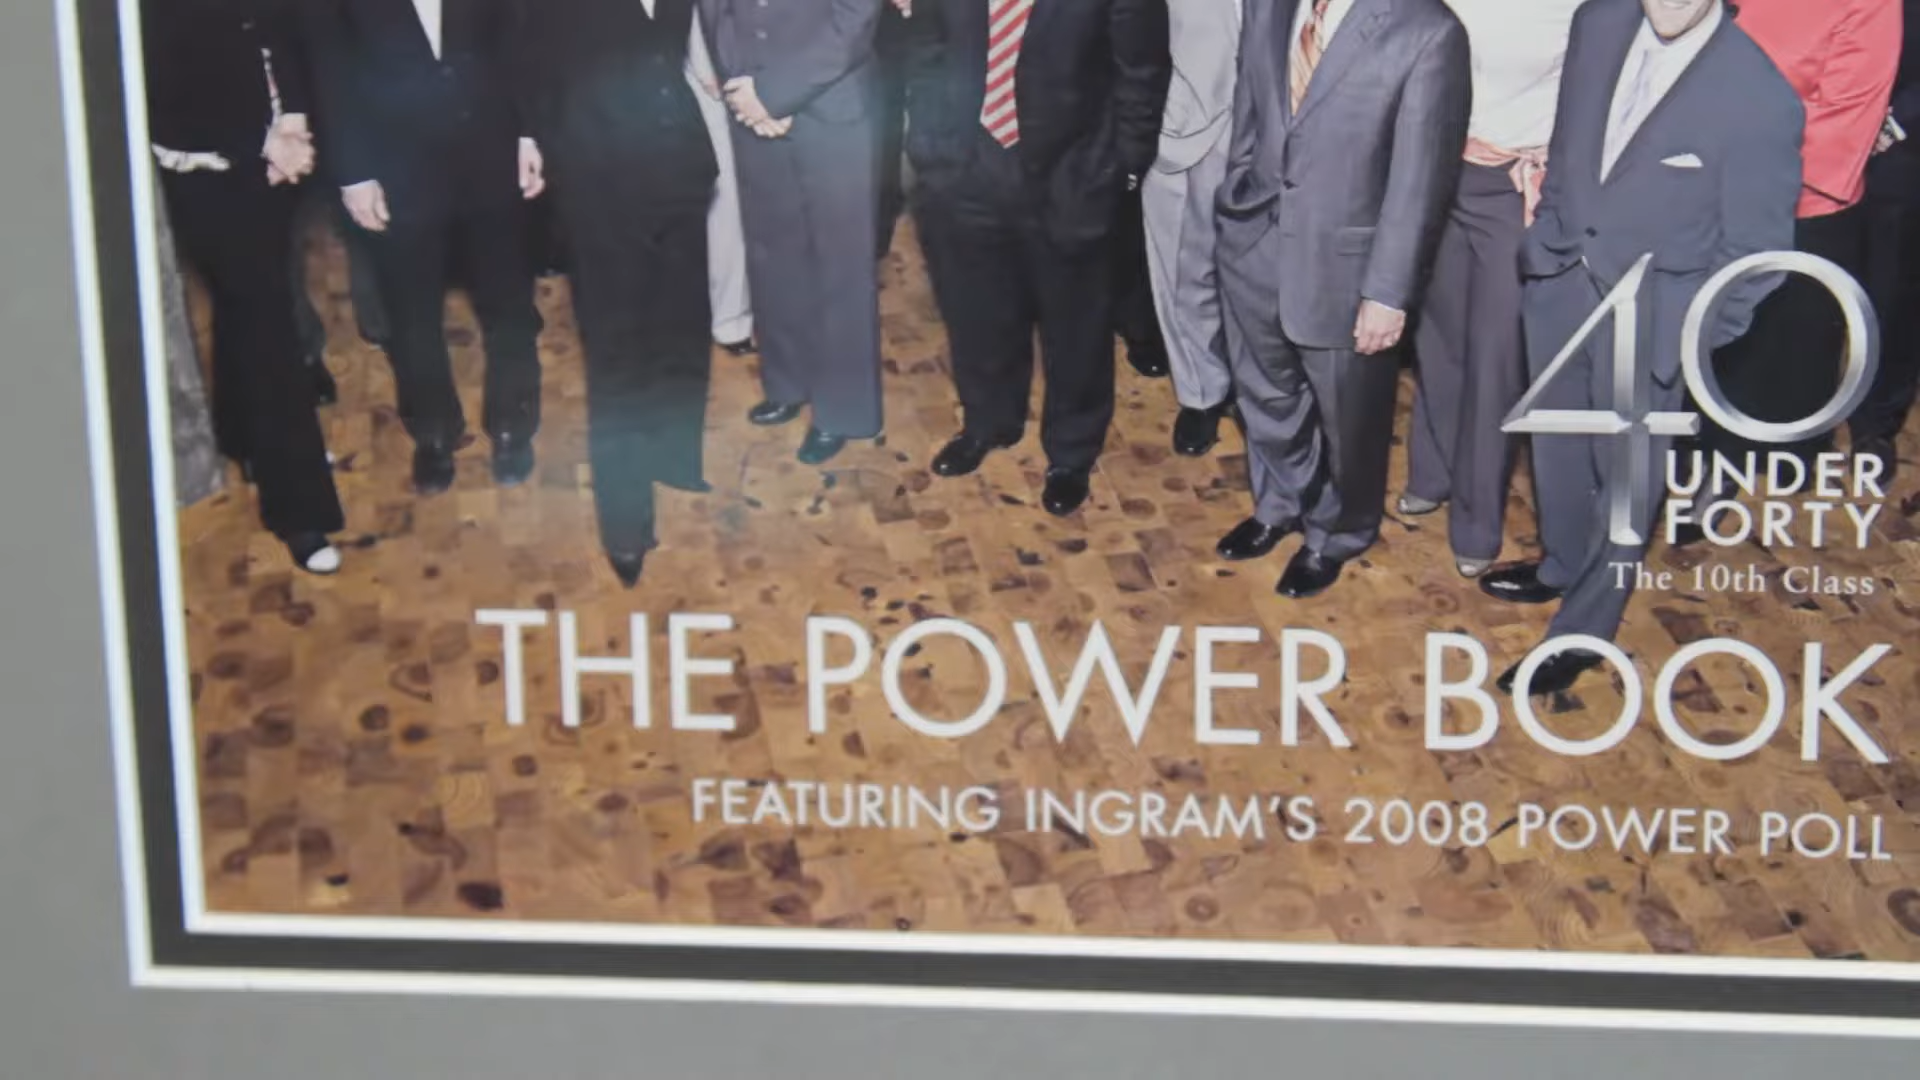 40
UNDER
FORTY
The 10th Class
THE POWER BOOK
FEATURING INGRAM'S 2008 POWER POLL